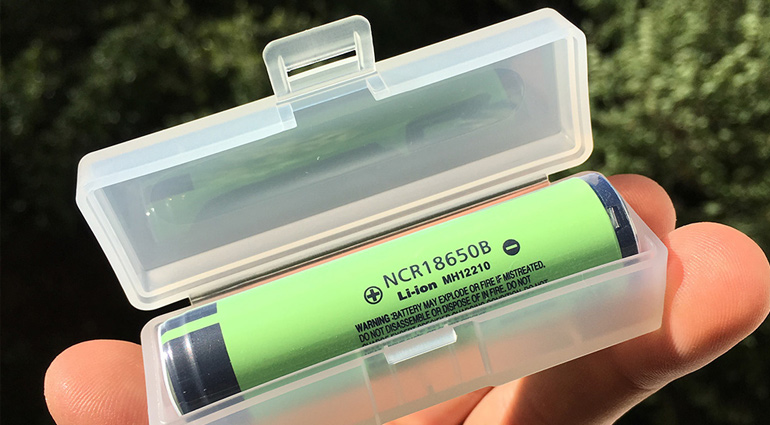 ⊕ NCR18650B ⊖
Li-ion MH12210
WARNING:BATTERY MAY EXPLODE OR FIRE IF MISTREATED,
DO NOT DISASSEMBLE OR DISPOSE OF IN FIRE, DO NOT